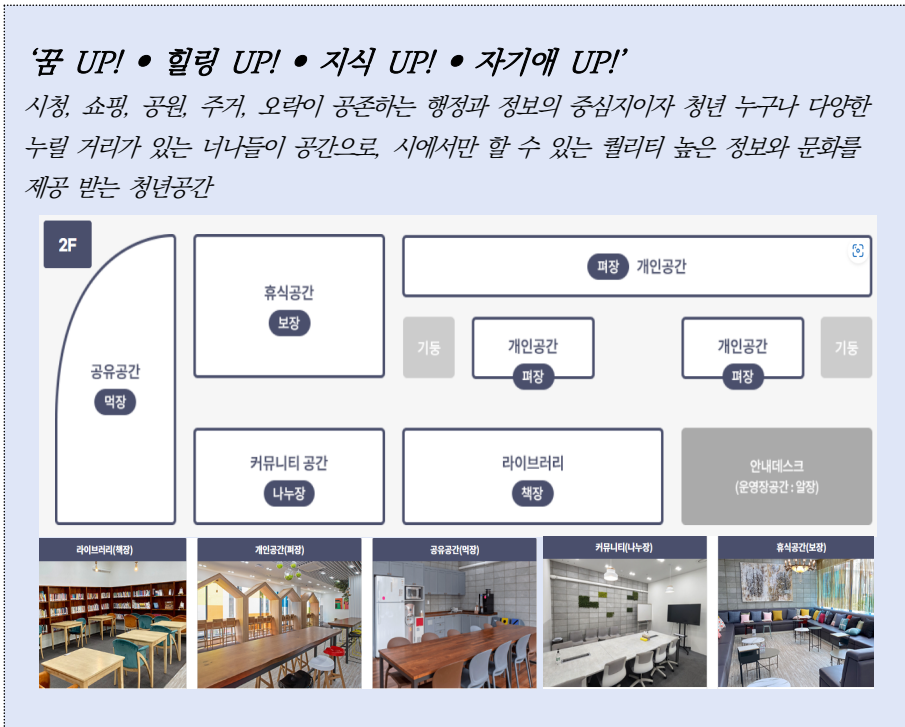 ‘꿈 UP! • 힐링 UP! • 지식 UP! • 자기애 UP!’
시청, 쇼핑, 공원, 주거, 오락이 공존하는 행정과 정보의 중심지이자 청년 누구나 다양한
누릴 거리가 있는 너나들이 공간으로, 시에서만 할 수 있는 퀄리티 높은 정보와 문화를
제공 받는 청년공간
2F
펴장 개인공간
휴식공간
보장
기둥
개인공간
펴장
개인공간
펴장
기둥
공유공간
먹장
커뮤니티 공간
나누장
라이브러리
책장
안내데스크
(운영장공간 : 알장)
라이브러리(책장)
개인공간(펴장)
공유공간(먹장)
커뮤니티(나누장)
휴식공간(보장)